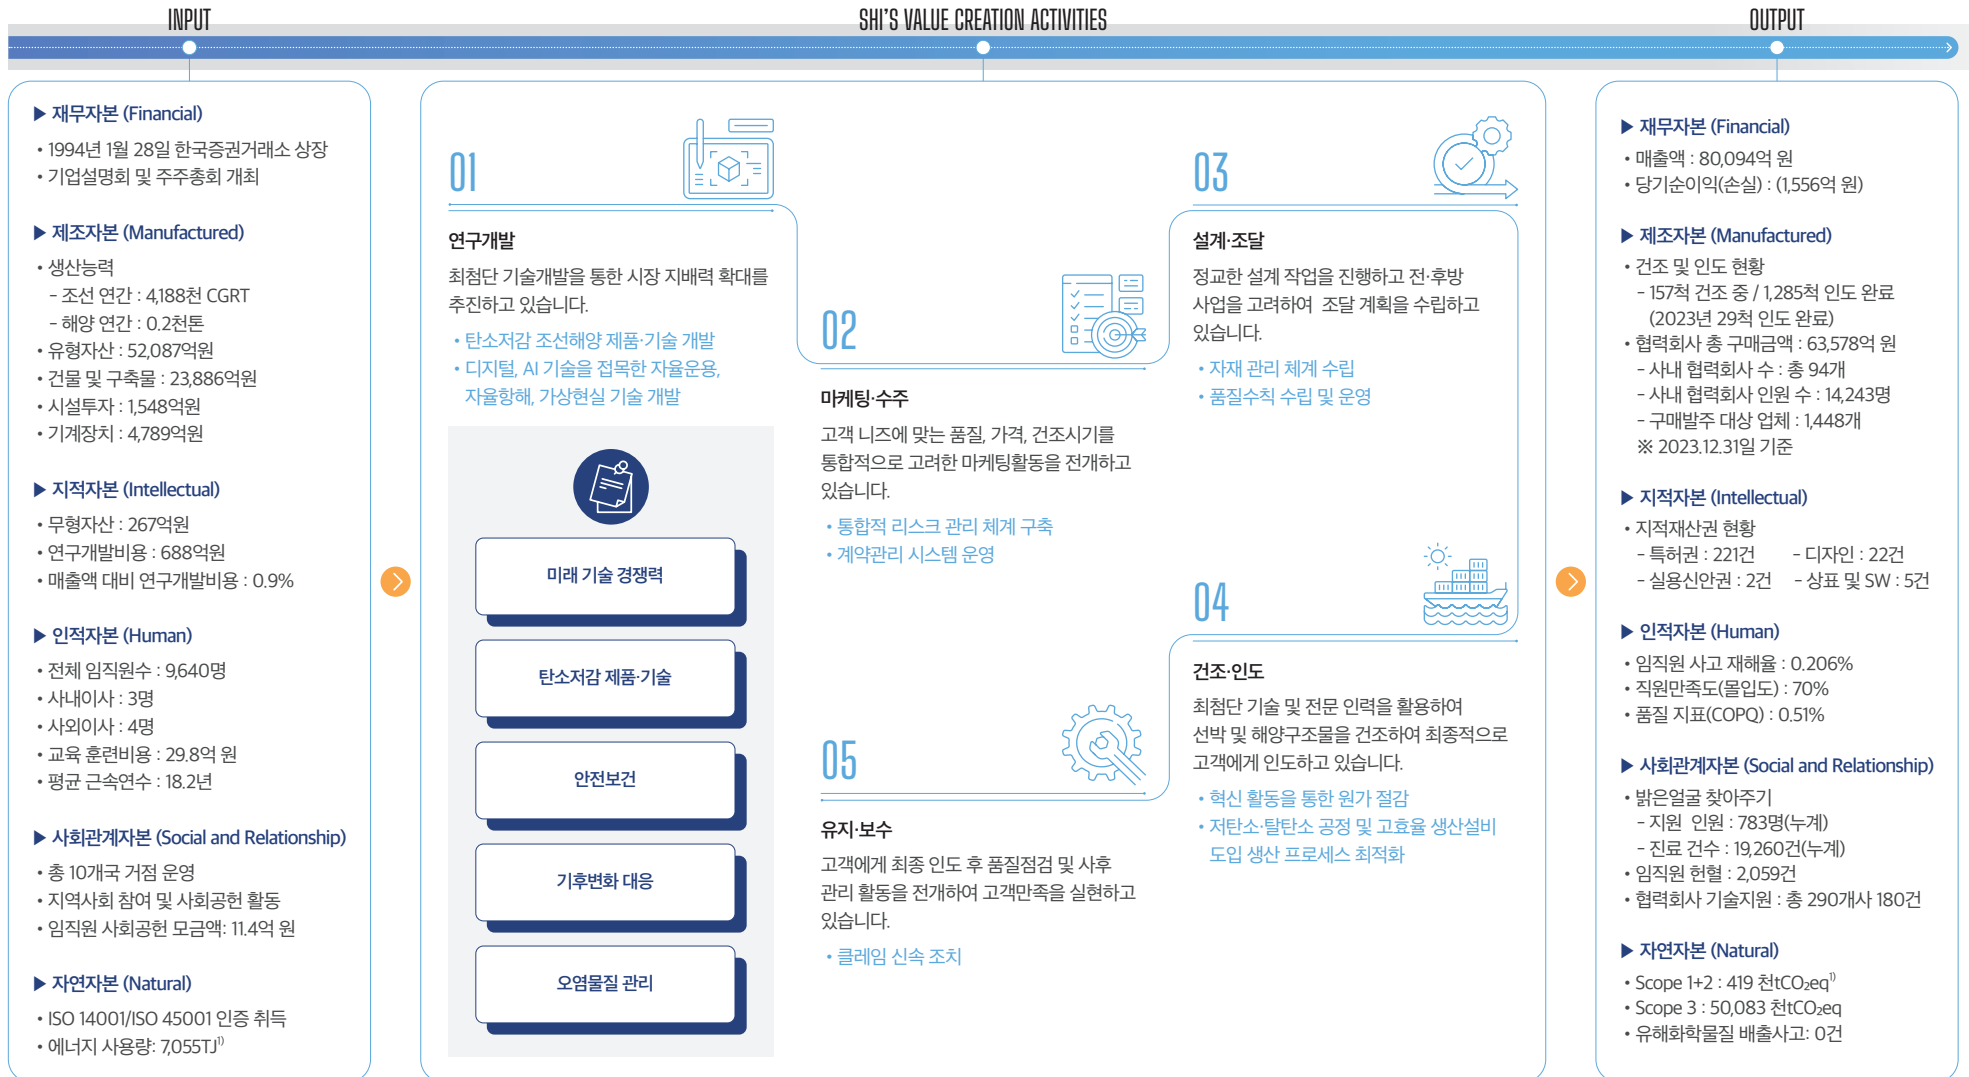 INPUT
SHI'S VALUE CREATION ACTIVITIES
OUTPUT
▶ 재무자본 (Financial)
• 1994년 1월 28일 한국증권거래소 상장
• 기업설명회 및 주주총회 개최
▶ 제조자본 (Manufactured)
• 생산능력
- 조선 연간 : 4,188천 CGRT
- 해양 연간 : 0.2천톤
• 유형자산 : 52,087억원
• 건물 및 구축물 : 23,886억원
• 시설투자 : 1,548억원
• 기계장치 : 4,789억원
▶ 지적자본 (Intellectual)
• 무형자산 : 267억원
• 연구개발비용 : 688억원
• 매출액 대비 연구개발비용 : 0.9%
▶ 인적자본 (Human)
• 전체 임직원수 : 9,640명
• 사내이사 : 3명
• 사외이사 : 4명
• 교육 훈련비용 : 29.8억 원
• 평균 근속연수 : 18.2년
▶ 사회관계자본 (Social and Relationship)
• 총 10개국 거점 운영
• 지역사회 참여 및 사회공헌 활동
• 임직원 사회공헌 모금액: 11.4억 원
▶ 자연자본 (Natural)
• ISO 14001/ISO 45001 인증 취득
• 에너지 사용량: 7,055TJ1)
01
연구개발
최첨단 기술개발을 통한 시장 지배력 확대를
추진하고 있습니다.
• 탄소저감 조선해양 제품·기술 개발
• 디지털, AI 기술을 접목한 자율운용,
자율항해, 가상현실 기술 개발
미래 기술 경쟁력
탄소저감 제품·기술
안전보건
기후변화 대응
오염물질 관리
02
마케팅·수주
고객 니즈에 맞는 품질, 가격, 건조시기를
통합적으로 고려한 마케팅활동을 전개하고
있습니다.
• 통합적 리스크 관리 체계 구축
• 계약관리 시스템 운영
03
설계·조달
정교한 설계 작업을 진행하고 전·후방
사업을 고려하여 조달 계획을 수립하고
있습니다.
• 자재 관리 체계 수립
• 품질수칙 수립 및 운영
04
건조·인도
최첨단 기술 및 전문 인력을 활용하여
선박 및 해양구조물을 건조하여 최종적으로
고객에게 인도하고 있습니다.
• 혁신 활동을 통한 원가 절감
• 저탄소·탈탄소 공정 및 고효율 생산설비
도입 생산 프로세스 최적화
05
유지·보수
고객에게 최종 인도 후 품질점검 및 사후
관리 활동을 전개하여 고객만족을 실현하고
있습니다.
• 클레임 신속 조치
▶ 재무자본 (Financial)
• 매출액 : 80,094억 원
• 당기순이익(손실) : (1,556억 원)
▶ 제조자본 (Manufactured)
• 건조 및 인도 현황
- 157척 건조 중 / 1,285척 인도 완료
(2023년 29척 인도 완료)
• 협력회사 총 구매금액 : 63,578억 원
- 사내 협력회사 수 : 총 94개
- 사내 협력회사 인원 수 : 14,243명
- 구매발주 대상 업체 : 1,448개
※ 2023.12.31일 기준
▶ 지적자본 (Intellectual)
• 지적재산권 현황
- 특허권 : 221건 - 디자인 : 22건
- 실용신안권 : 2건 - 상표 및 SW : 5건
▶ 인적자본 (Human)
• 임직원 사고 재해율 : 0.206%
• 직원만족도(몰입도) : 70%
• 품질 지표(COPQ) : 0.51%
▶ 사회관계자본 (Social and Relationship)
• 밝은얼굴 찾아주기
- 지원 인원 : 783명(누계)
- 진료 건수 : 19,260건(누계)
• 임직원 헌혈 : 2,059건
• 협력회사 기술지원 : 총 290개사 180건
▶ 자연자본 (Natural)
• Scope 1+2 : 419 천tCO₂eq1)
• Scope 3 : 50,083 천tCO₂eq
• 유해화학물질 배출사고: 0건